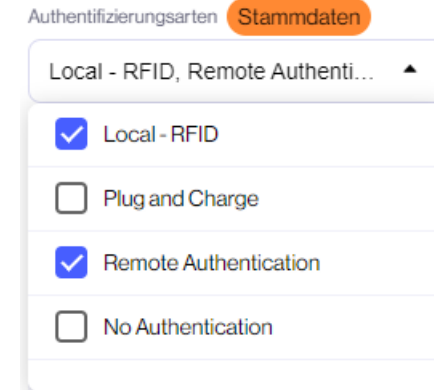 Authentifizierungsarten Stammdaten
Local - RFID, Remote Authenti...
Local - RFID
Plug and Charge
Remote Authentication
No Authentication